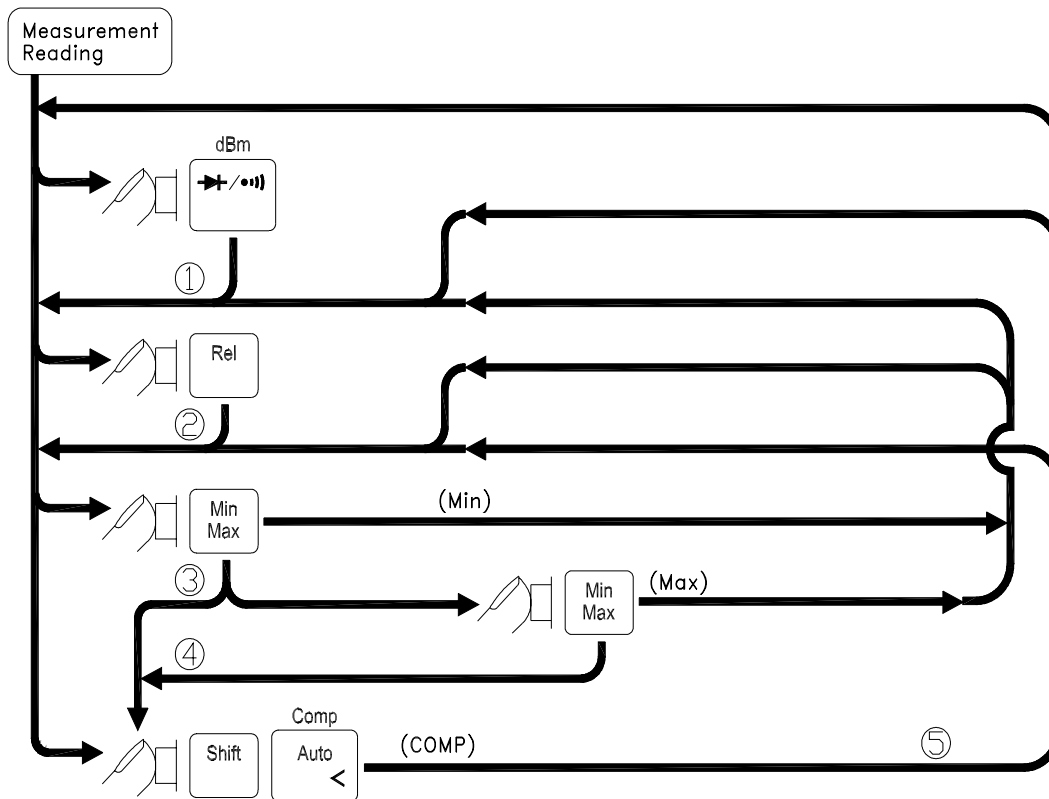 Measurement
Reading
dBm
①
Rel
②
Min
Max
(Min)
③
Min
Max
(Max)
④
Comp
Shift
Auto
<
(COMP)
⑤